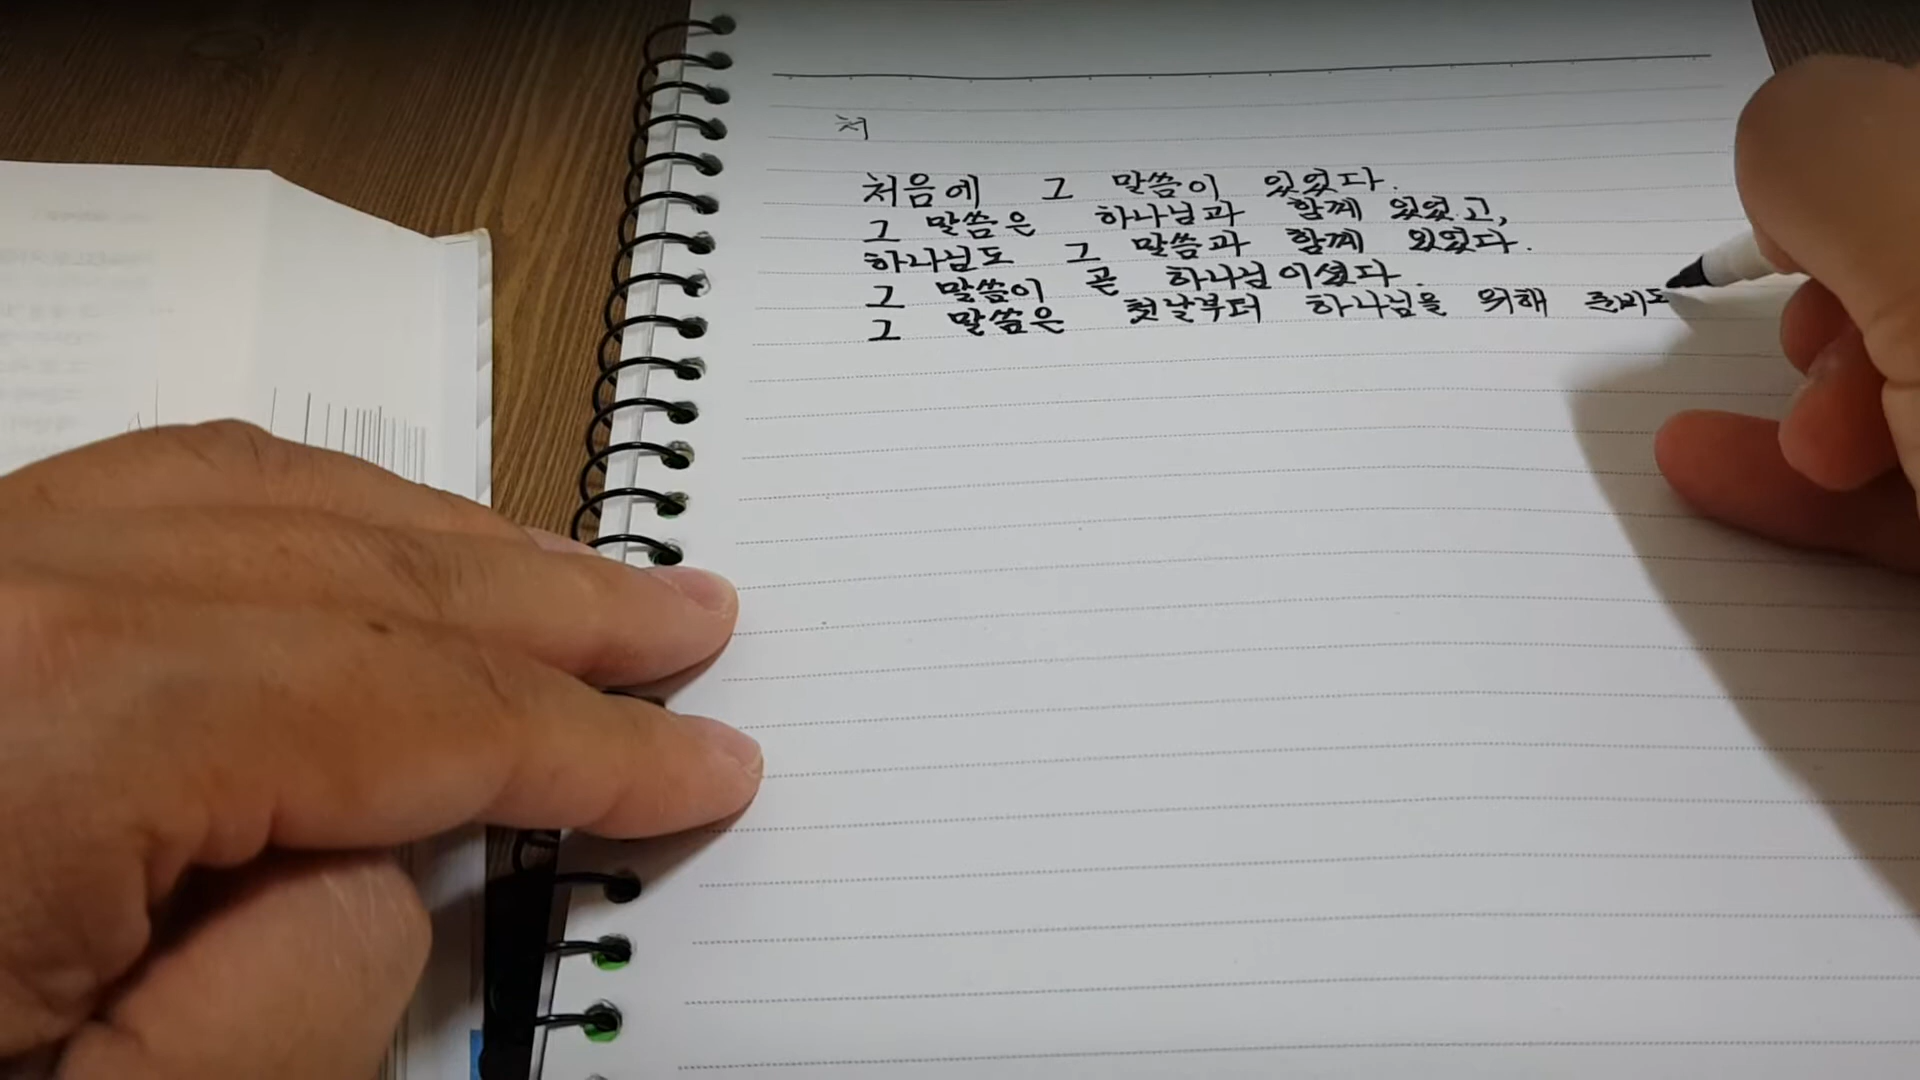 처
처음에 그 말씀이 있었다.
그 말씀은 하나님과 함께 있었고,
하나님도 그 말씀과 함께 있었다.
그 말씀이 곧 하나님이셨다.
그 말씀은 첫날부터 하나님을 위해 준비도